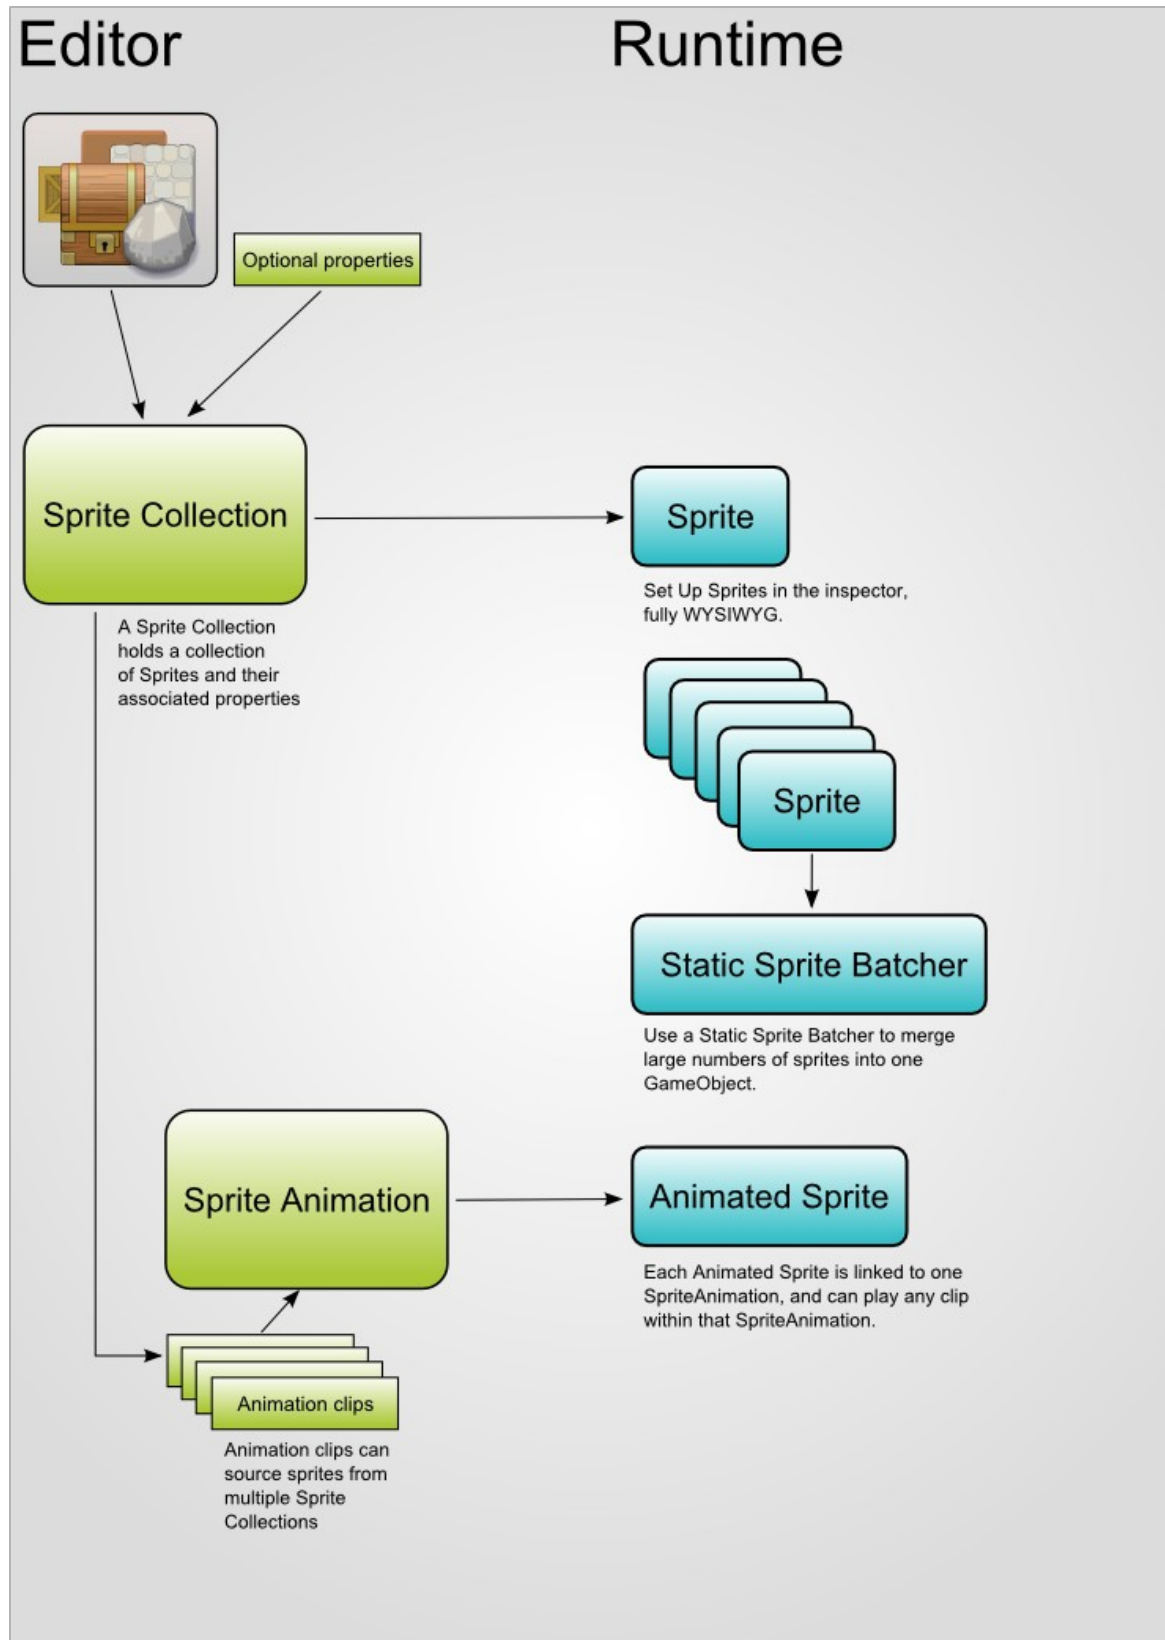 Editor
Runtime
Optional properties
Sprite Collection
Sprite
A Sprite Collection
holds a collection
of Sprites and their
associated properties
Set Up Sprites in the inspector,
fully WYSIWYG.
Sprite
Static Sprite Batcher
Use a Static Sprite Batcher to merge
large numbers of sprites into one
GameObject.
Sprite Animation
Animated Sprite
Each Animated Sprite is linked to one
SpriteAnimation, and can play any clip
within that SpriteAnimation.
Animation clips
Animation clips can
source sprites from
multiple Sprite
Collections